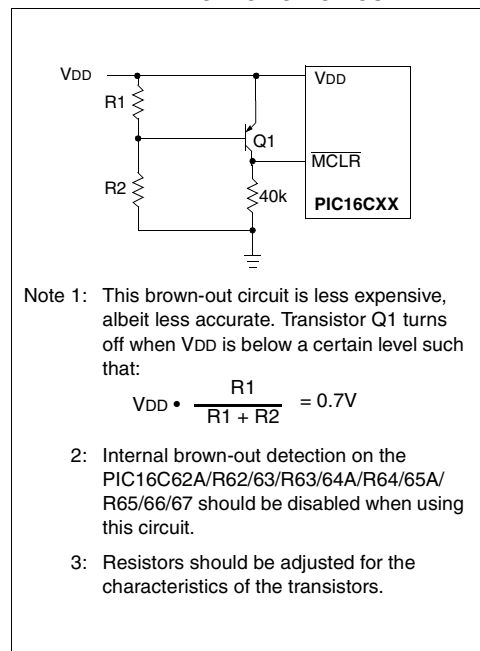 VDD
VDD
R1
Q1
MCLR
R2
40k
PIC16CXX
Note 1: This brown-out circuit is less expensive,
albeit less accurate. Transistor Q1 turns
off when VDD is below a certain level such
that:
R1
VDD • = 0.7V
R1 + R2
2: Internal brown-out detection on the
PIC16C62A/R62/63/R63/64A/R64/65A/
R65/66/67 should be disabled when using
this circuit.
3: Resistors should be adjusted for the
characteristics of the transistors.